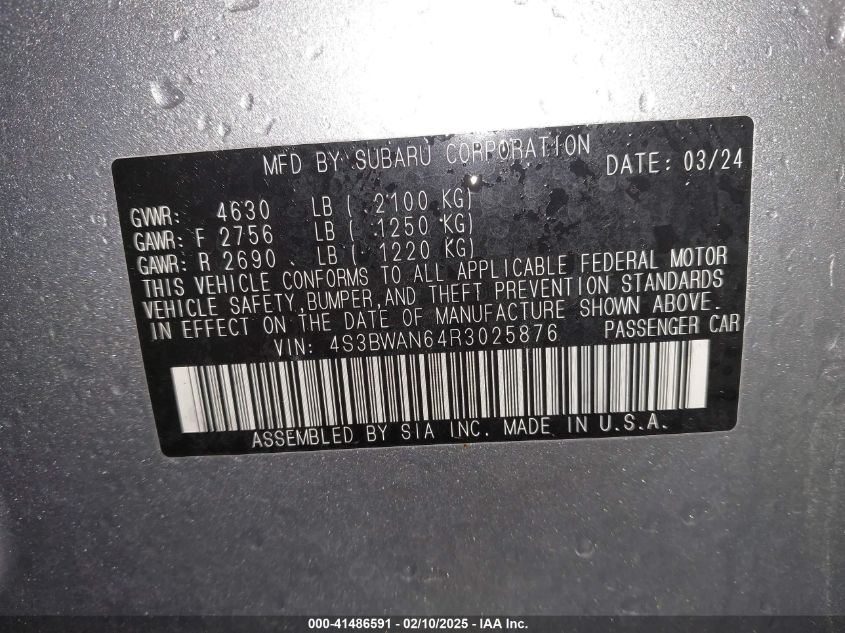 MFD BY SUBARU CORPORATION DATE: 03/24
GVWR: 4630 LB ( 2100 KG)
GAWR: F 2756 LB ( 1250 KG)
GAWR: R 2690 LB ( 1220 KG)
THIS VEHICLE CONFORMS TO ALL APPLICABLE FEDERAL MOTOR
VEHICLE SAFETY, BUMPER, AND THEFT PREVENTION STANDARDS
IN EFFECT ON THE DATE OF MANUFACTURE SHOWN ABOVE.
VIN: 4S3BWAN64R3025876 PASSENGER CAR
ASSEMBLED BY SIA INC. MADE IN U.S.A.
000-41486591 — 02/10/2025 — IAA Inc.